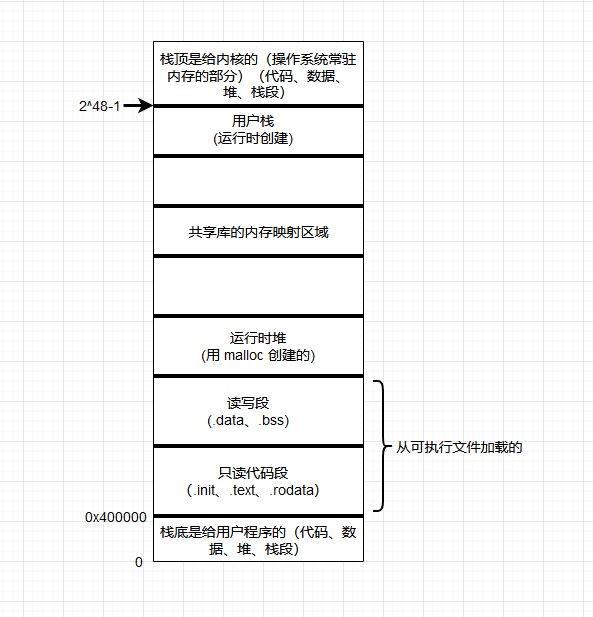 栈顶是给内核的（操作系统常驻
内存的部分）（代码、数据、
堆、栈段）
2^48-1
用户栈
(运行时创建)
共享库的内存映射区域
运行时堆
(用 malloc 创建的)
读写段
(.data、.bss)
从可执行文件加载的
只读代码段
（.init、.text、.rodata）
0x400000
栈底是给用户程序的（代码、数
据、堆、栈段）
0